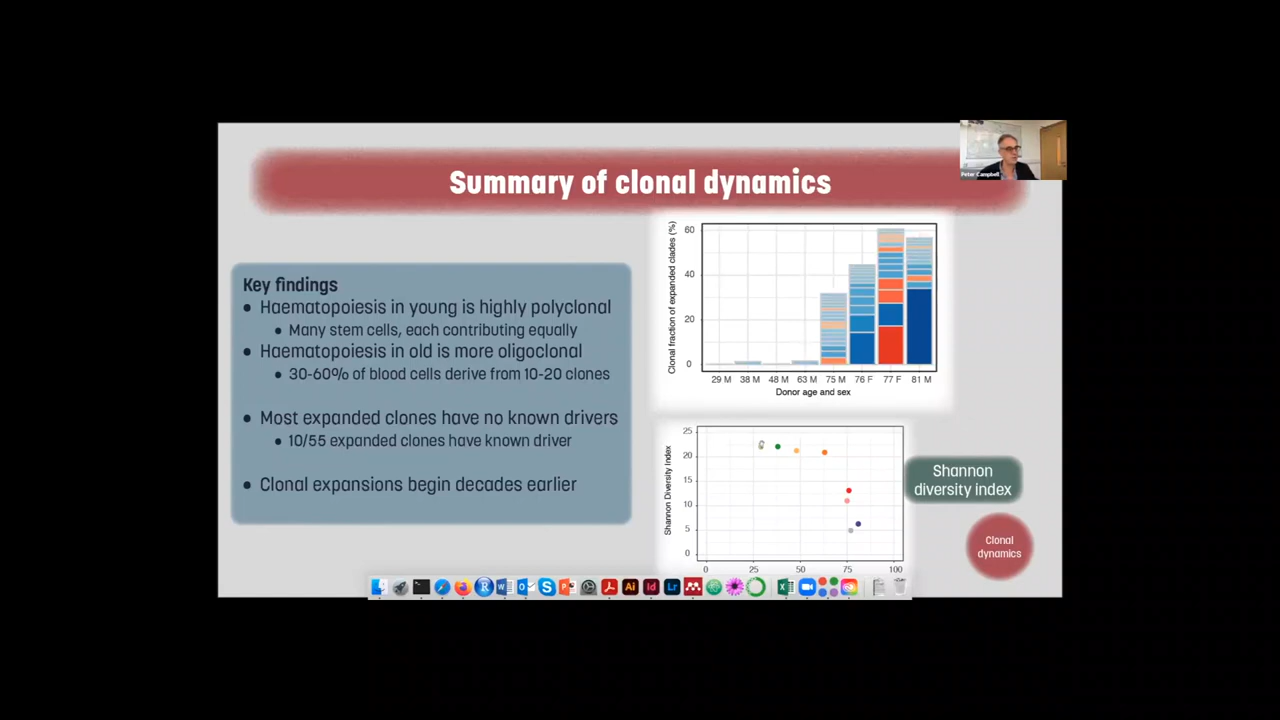 Summary of clonal dynamics
Peter Campbell
Key findings
• Haematopoiesis in young is highly polyclonal
• Many stem cells, each contributing equally
• Haematopoiesis in old is more oligoclonal
• 30-60% of blood cells derive from 10-20 clones
• Most expanded clones have no known drivers
• 10/55 expanded clones have known driver
• Clonal expansions begin decades earlier
Clonal fraction of expanded clades (%)
60
40
20
0
29 M 38 M 48 M 63 M 75 M 76 F 77 F 81 M
Donor age and sex
Shannon Diversity Index
25
20
15
10
5
0
0 25 50 75 100
Shannon
diversity index
Clonal
dynamics
R
W
S
P
Ai
Id
Lr
X